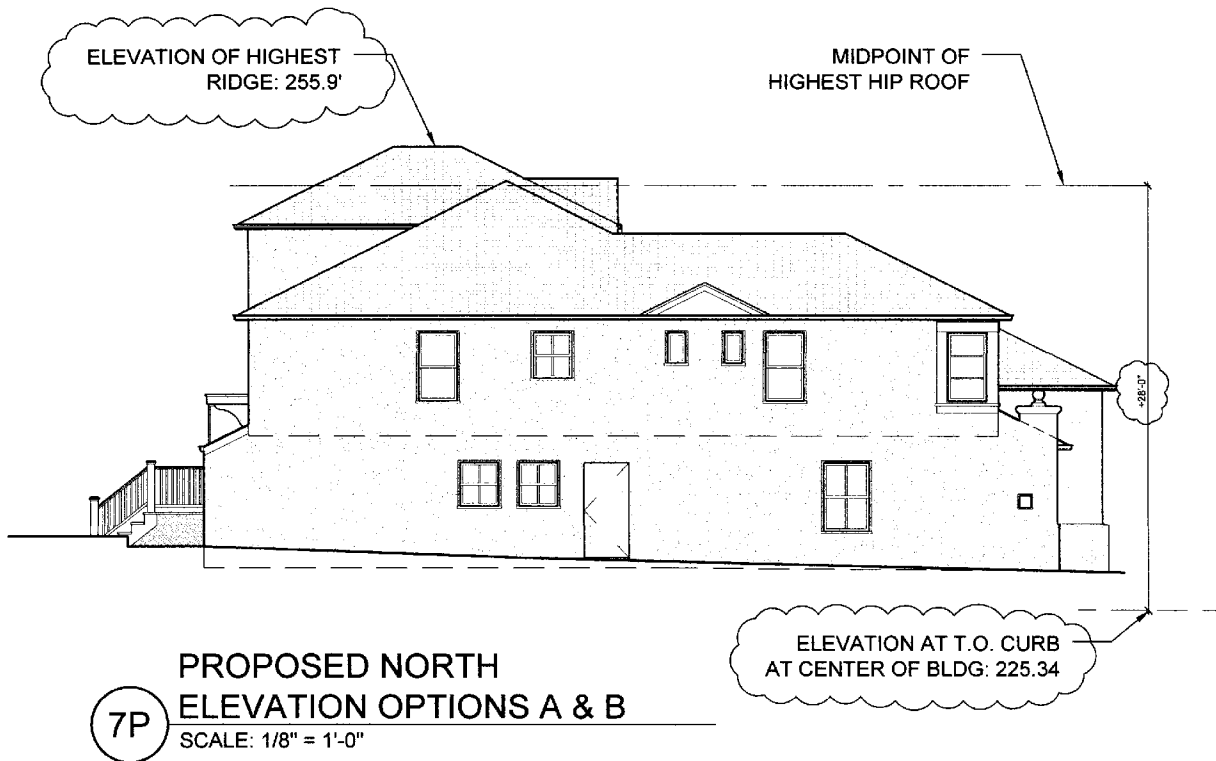 ELEVATION OF HIGHEST
RIDGE: 255.9'
MIDPOINT OF
HIGHEST HIP ROOF
+28'-0"
ELEVATION AT T.O. CURB
AT CENTER OF BLDG: 225.34
7P
PROPOSED NORTH
ELEVATION OPTIONS A & B
SCALE: 1/8" = 1'-0"